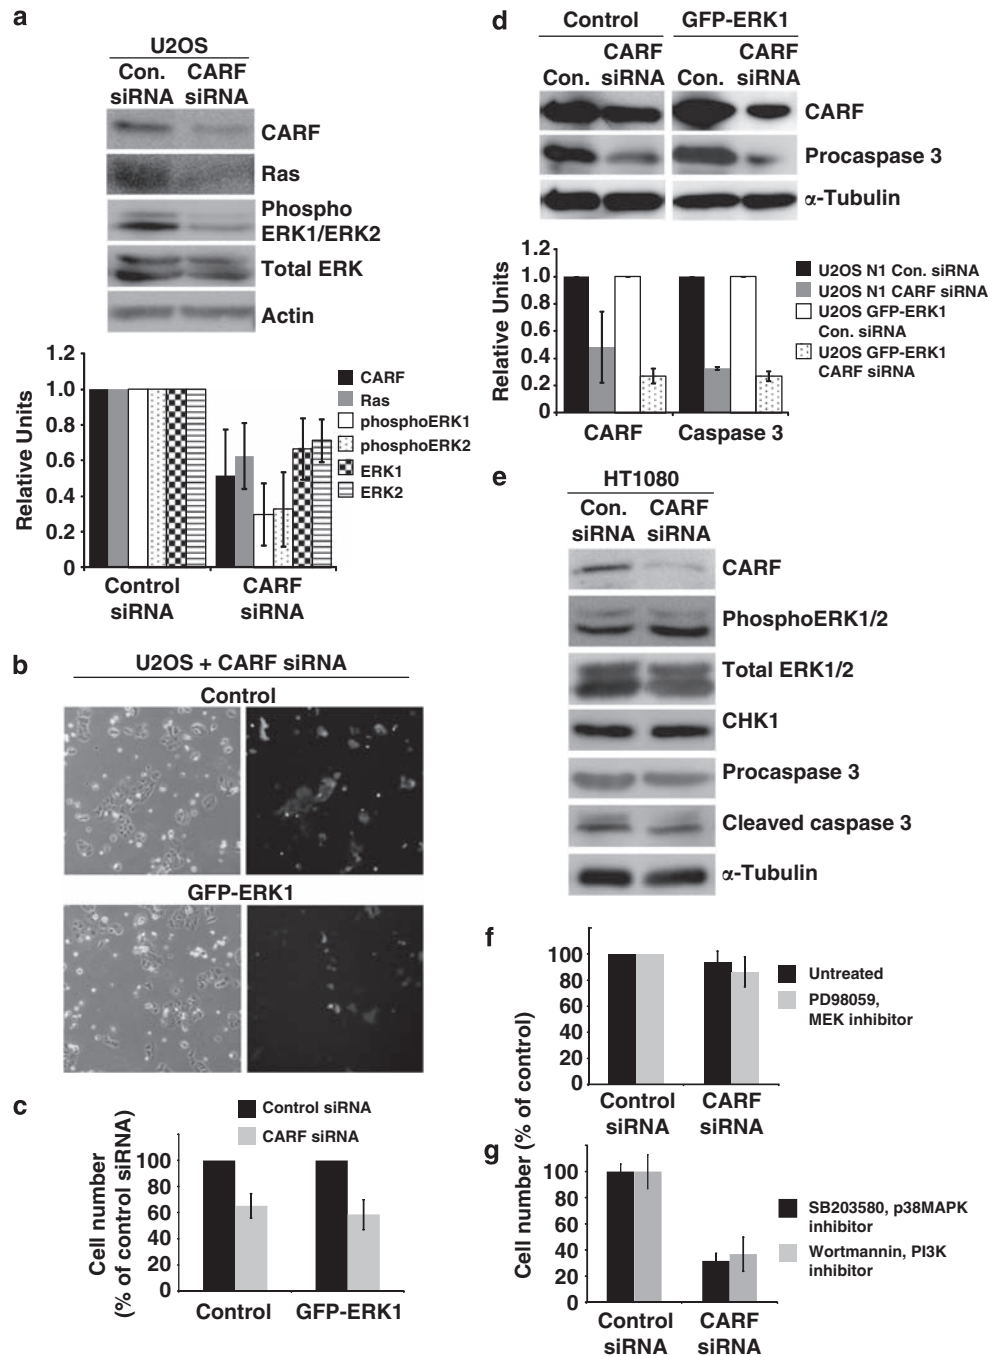 a
U2OS
Con. CARF
siRNA siRNA
CARF
Ras
Phospho
ERK1/ERK2
Total ERK
Actin
Relative Units
1.2
1.0
0.8
0.6
0.4
0.2
0
Control
siRNA
CARF
siRNA
CARF
Ras
phosphoERK1
phosphoERK2
ERK1
ERK2
b
U2OS + CARF siRNA
Control
GFP-ERK1
c
Cell number
(% of control siRNA)
Control siRNA
CARF siRNA
100
80
60
40
20
0
Control GFP-ERK1
d
Control GFP-ERK1
Con. CARF siRNA Con. CARF siRNA
CARF
Procaspase 3
α-Tubulin
Relative Units
1.2
1.0
0.8
0.6
0.4
0.2
0
CARF Caspase 3
U2OS N1 Con. siRNA
U2OS N1 CARF siRNA
U2OS GFP-ERK1
Con. siRNA
U2OS GFP-ERK1
CARF siRNA
e
HT1080
Con. CARF
siRNA siRNA
CARF
PhosphoERK1/2
Total ERK1/2
CHK1
Procaspase 3
Cleaved caspase 3
α-Tubulin
f
Cell number (% of control)
100
80
60
40
20
0
Control
siRNA
CARF
siRNA
Untreated
PD98059,
MEK inhibitor
g
100
80
60
40
20
0
Control
siRNA
CARF
siRNA
SB203580, p38MAPK
inhibitor
Wortmannin, PI3K
inhibitor